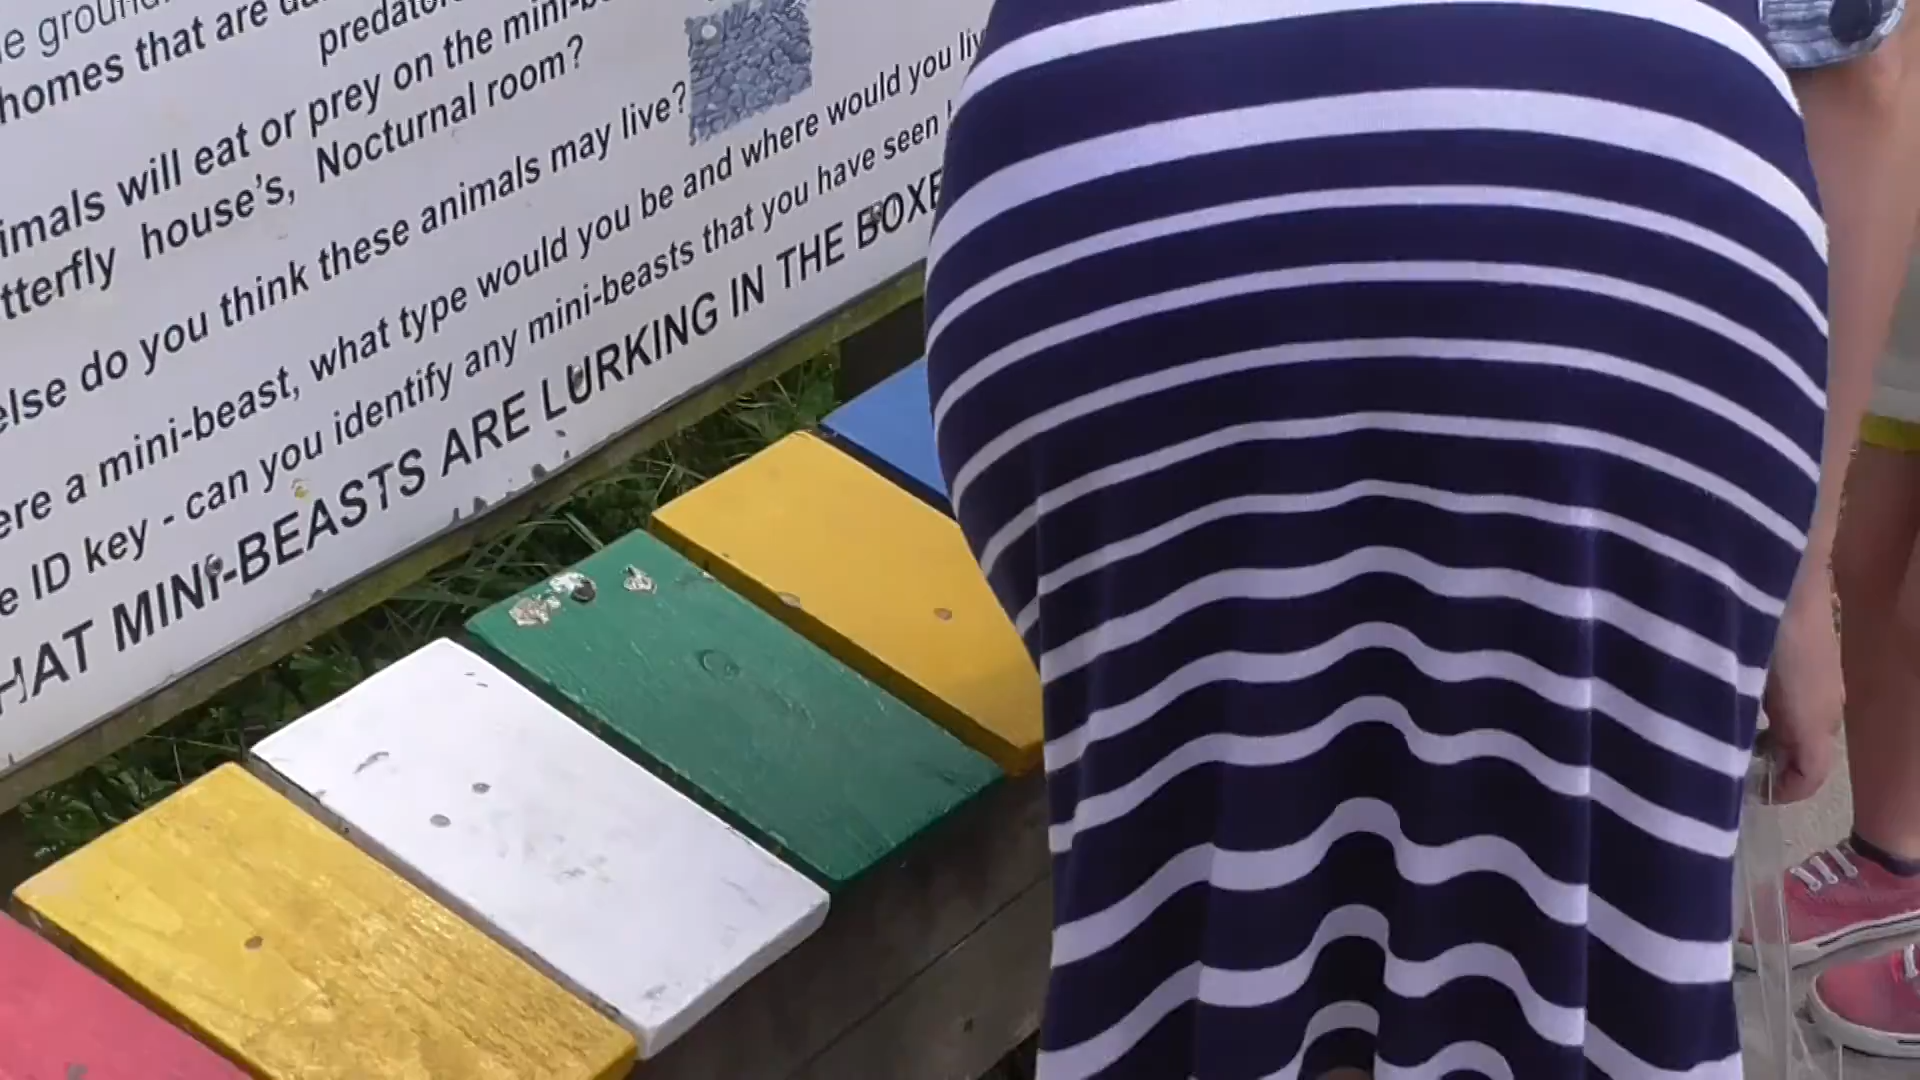 e ground
homes that are
predator
imals will eat or prey on the mini-b
tterfly house's, Nocturnal room?
else do you think these animals may live?
ere a mini-beast, what type would you be and where would you liv
e ID key - can you identify any mini-beasts that you have seen
HAT MINI-BEASTS ARE LURKING IN THE BOXE